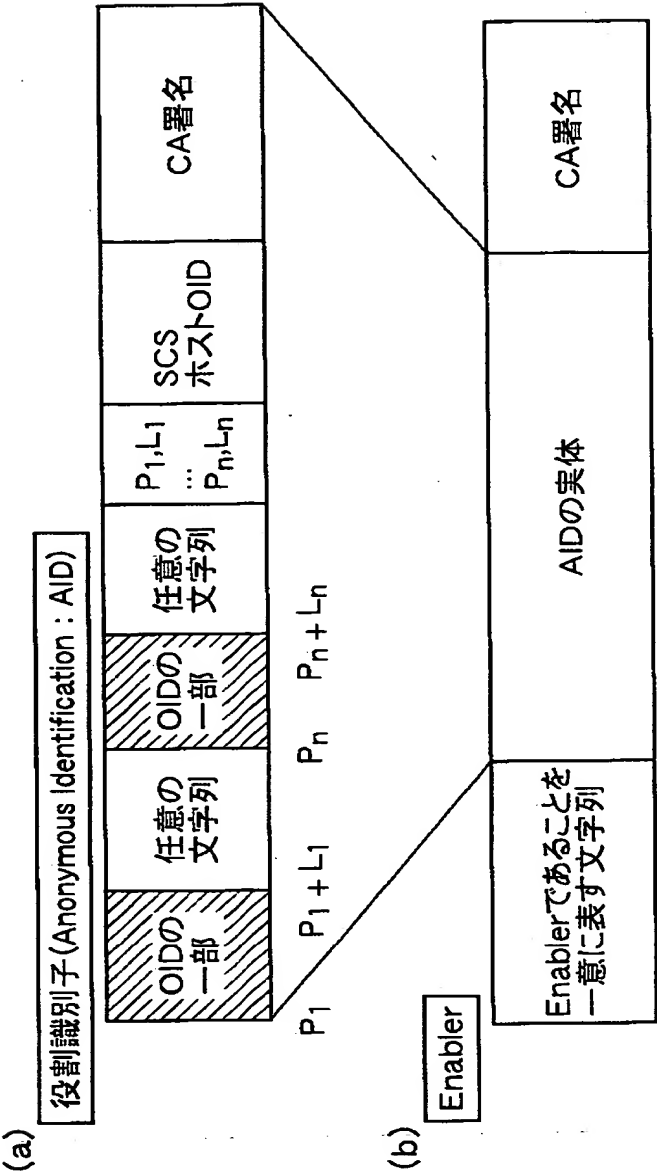 (a)
役割識別子(Anonymous Identification : AID)
OIDの
一部
任意の
文字列
OIDの
一部
任意の
文字列
P1,L1
…
Pn,Ln
SCS
ホストOID
CA署名
P1
P1 + L1
Pn
Pn + Ln
(b)
Enabler
Enablerであることを
一意に表す文字列
AIDの実体
CA署名